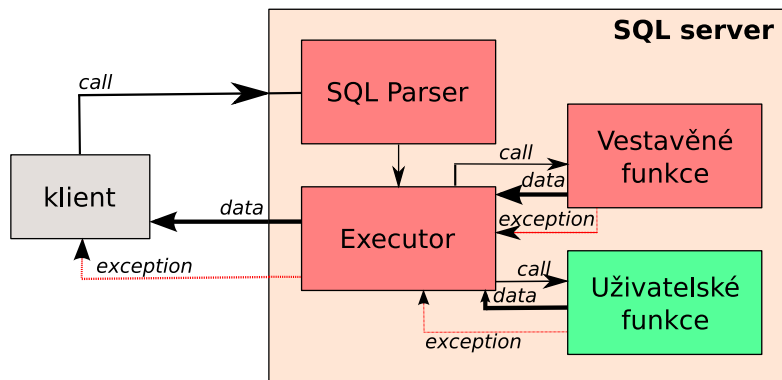 SQL server
call
SQL Parser
call
Vestavěné
funkce
data
klient
data
Executor
exception
exception
call
data
Uživatelské
funkce
exception